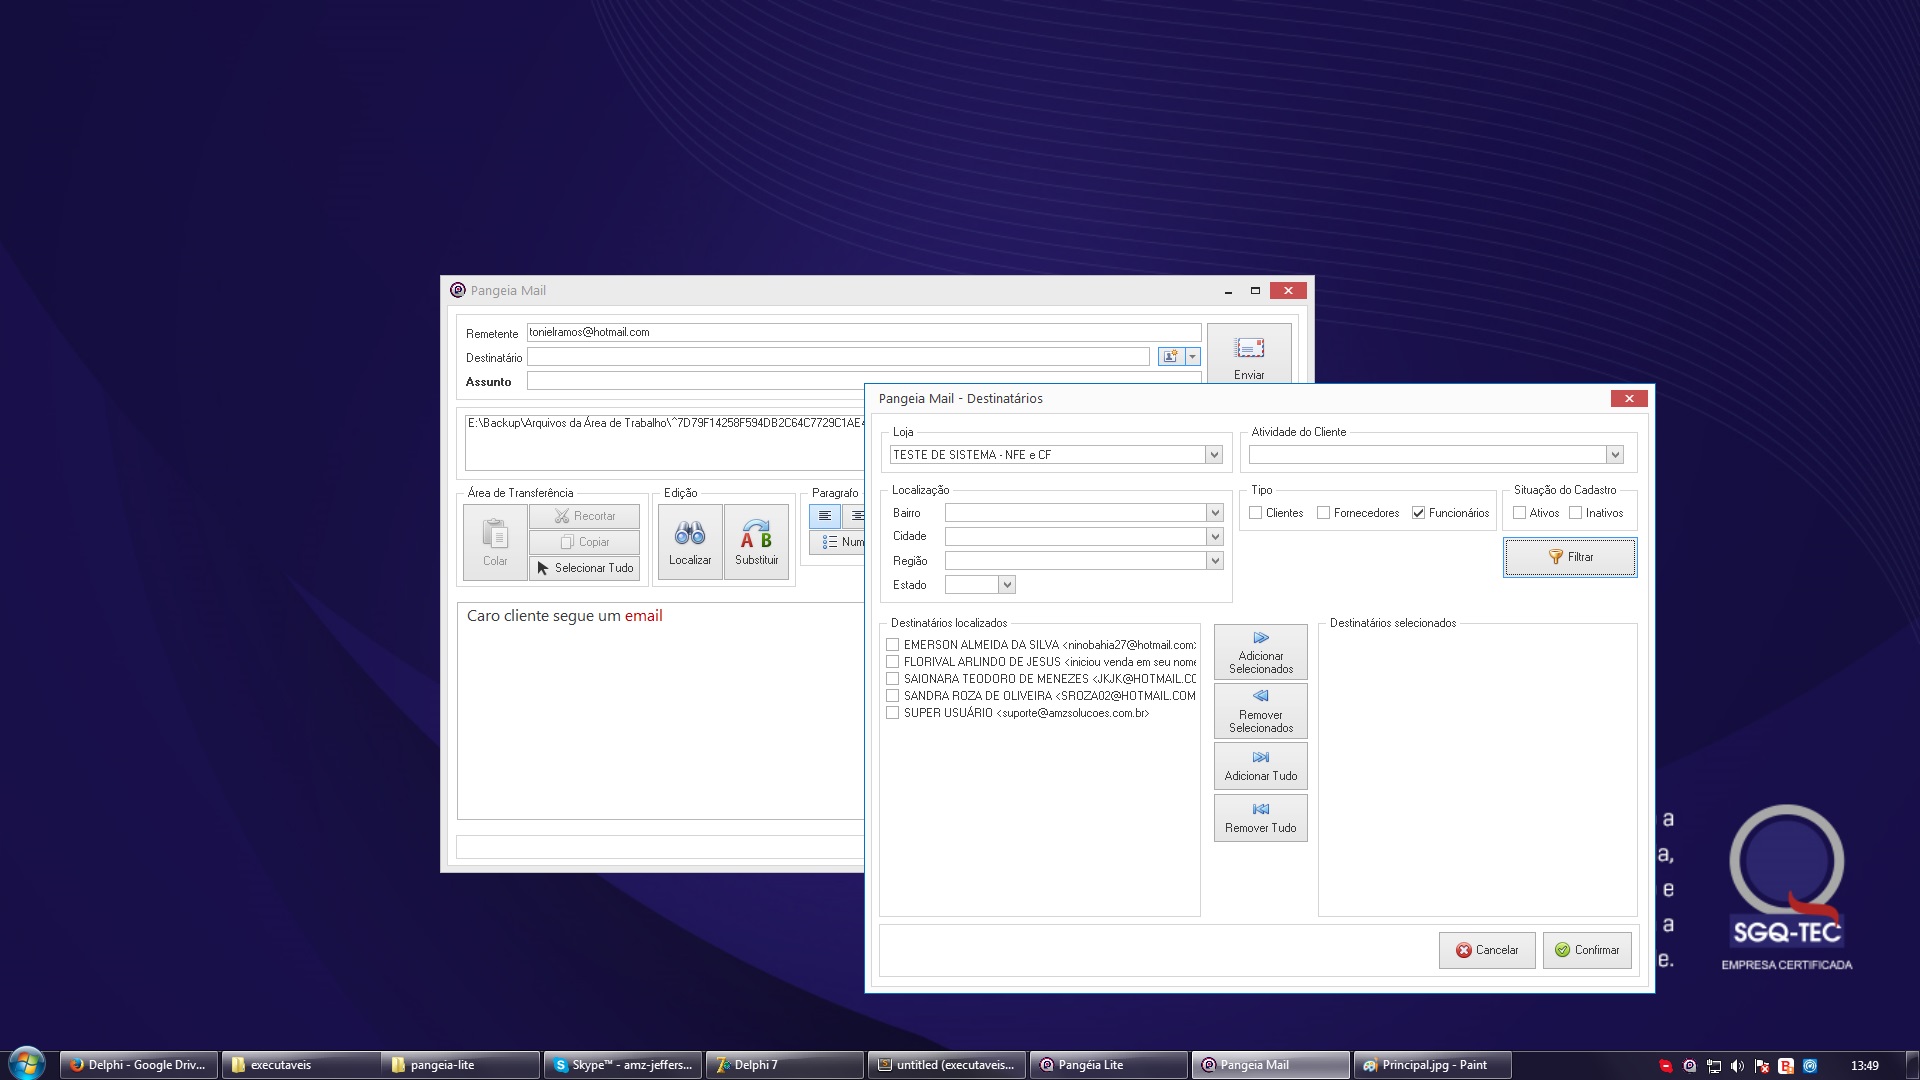 Pangeia Mail
Remetente tonielramos@hotmail.com
Destinatário
Assunto
Enviar
E:\Backup\Arquivos da Área de Trabalho\^7D79F14258F594DB2C64C7729C1AE4
Área de Transferência
Colar
Recortar
Copiar
Selecionar Tudo
Edição
Localizar
Substituir
Paragrafo
Num
Caro cliente segue um email
Pangeia Mail - Destinatários
Loja
TESTE DE SISTEMA - NFE e CF
Atividade do Cliente
Localização
Bairro
Cidade
Região
Estado
Tipo
Clientes Fornecedores Funcionários
Situação do Cadastro
Ativos Inativos
Filtrar
Destinatários localizados
EMERSON ALMEIDA DA SILVA <ninobahia27@hotmail.com>
FLORIVAL ARLINDO DE JESUS <iniciou venda em seu nome
SAIONARA TEODORO DE MENEZES <JKJK@HOTMAIL.CO
SANDRA ROZA DE OLIVEIRA <SROZA02@HOTMAIL.COM
SUPER USUÁRIO <suporte@amzsolucoes.com.br>
Adicionar
Selecionados
Remover
Selecionados
Adicionar Tudo
Remover Tudo
Destinatários selecionados
Cancelar
Confirmar
a
a,
e
a
e.
SGQ-TEC
EMPRESA CERTIFICADA
Delphi - Google Driv...
executaveis
pangeia-lite
Skype™ - amz-jeffers...
Delphi 7
untitled (executaveis...
Pangéia Lite
Pangeia Mail
Principal.jpg - Paint
13:49